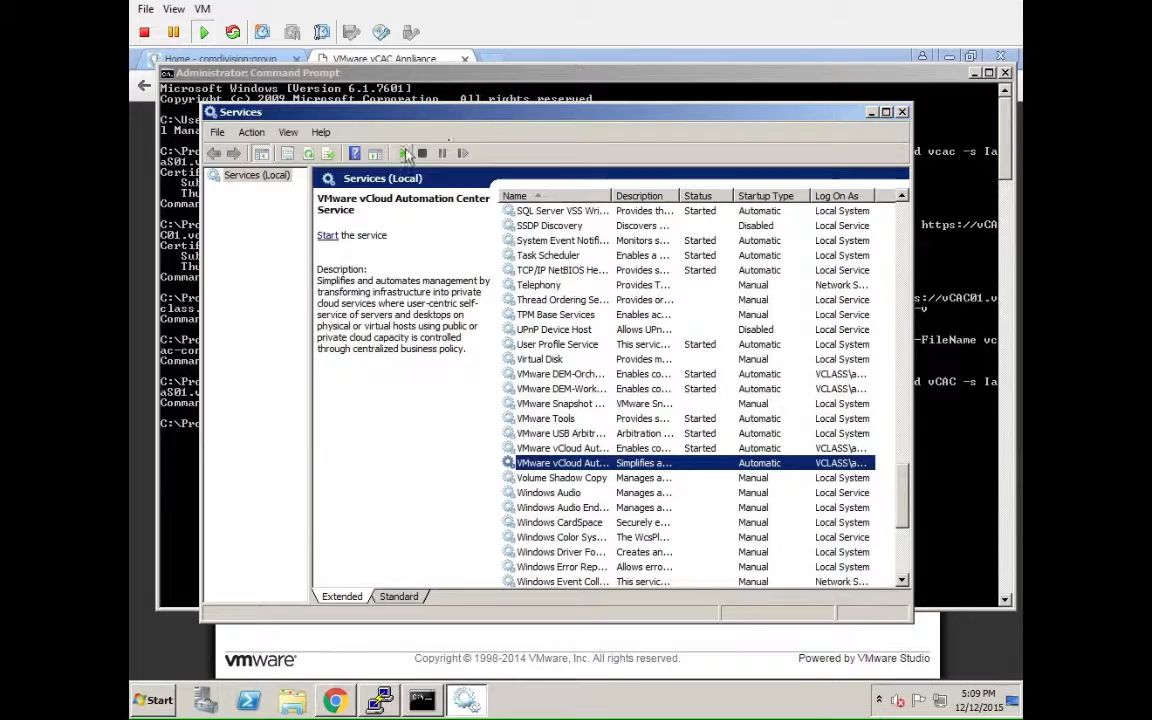 File View VM
Home - comdivision:group
VMware vCAC Appliance
Administrator: Command Prompt
Microsoft Windows [Version 6.1.7601]
Copyright (c) 2009 Microsoft Corporation. All rights reserved.
Services
File Action View Help
Services (Local)
Services (Local)
VMware vCloud Automation Center Service
Start the service
Description:
Simplifies and automates management by
transforming infrastructure into private
cloud services where user-centric self-
service of servers and desktops on
physical or virtual hosts using public or
private cloud capacity is controlled
through centralized business policy.
Name Description Status Startup Type Log On As
SQL Server VSS Wri... Provides th... Started Automatic Local System
SSDP Discovery Discovers ... Disabled Local Service
System Event Notifi... Monitors s... Started Automatic Local System
Task Scheduler Enables a ... Started Automatic Local System
TCP/IP NetBIOS He... Provides s... Started Automatic Local Service
Telephony Provides T... Manual Network S...
Thread Ordering Se... Provides or... Manual Local Service
TPM Base Services Enables ac... Manual Local Service
UPnP Device Host Allows UPn... Disabled Local Service
User Profile Service This servic... Started Automatic Local System
Virtual Disk Provides m... Manual Local System
VMware DEM-Orch... Enables co... Started Automatic VCLASS\a...
VMware DEM-Work... Enables co... Started Automatic VCLASS\a...
VMware Snapshot ... VMware Sn... Manual Local System
VMware Tools Provides s... Started Automatic Local System
VMware USB Arbitr... Arbitration ... Started Automatic Local System
VMware vCloud Aut... Enables co... Started Automatic VCLASS\a...
VMware vCloud Aut... Simplifies a... Automatic VCLASS\a...
Volume Shadow Copy Manages a... Manual Local System
Windows Audio Manages a... Manual Local Service
Windows Audio End... Manages a... Manual Local System
Windows CardSpace Securely e... Manual Local System
Windows Color Sys... The WcsPl... Manual Local Service
Windows Driver Fo... Creates an... Manual Local System
Windows Error Rep... Allows erro... Manual Local System
Windows Event Coll... This servic... Manual Network S...
Extended Standard
vmware
Copyright © 1998-2014 VMware, Inc. All rights reserved.
Powered by VMware Studio
Start
5:09 PM
12/12/2015